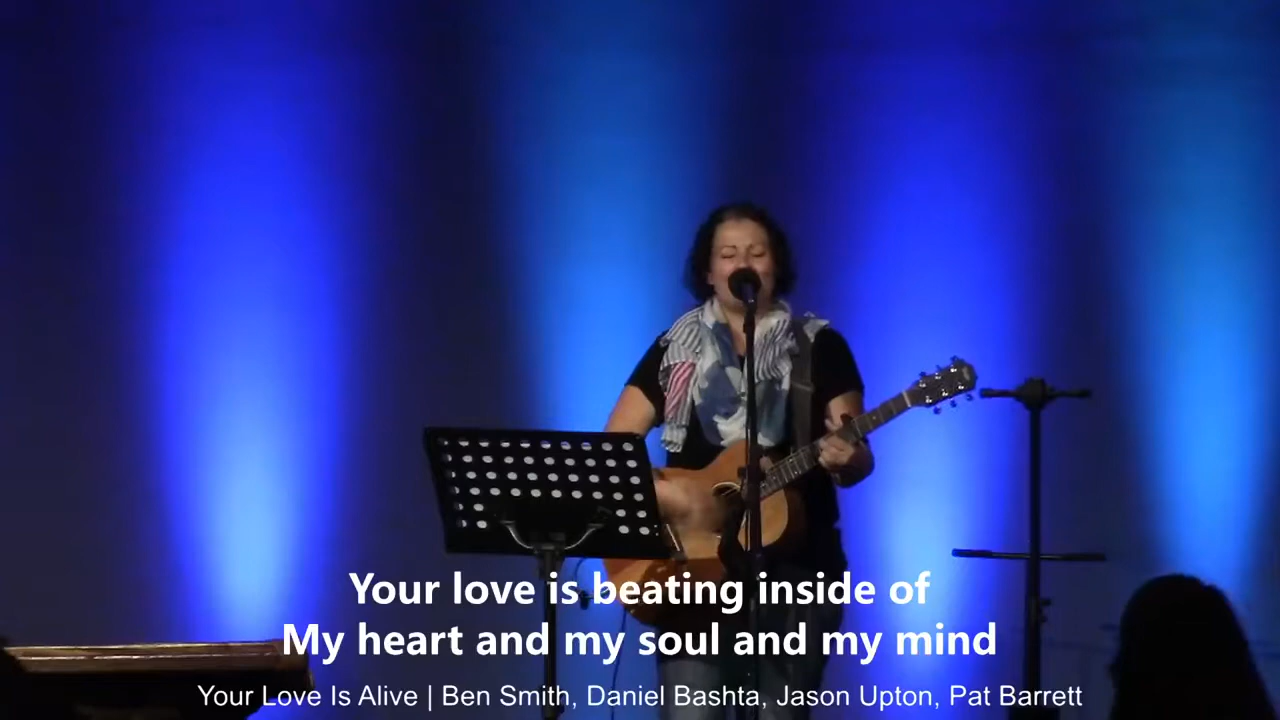 Your love is beating inside of
My heart and my soul and my mind
Your Love Is Alive | Ben Smith, Daniel Bashta, Jason Upton, Pat Barrett